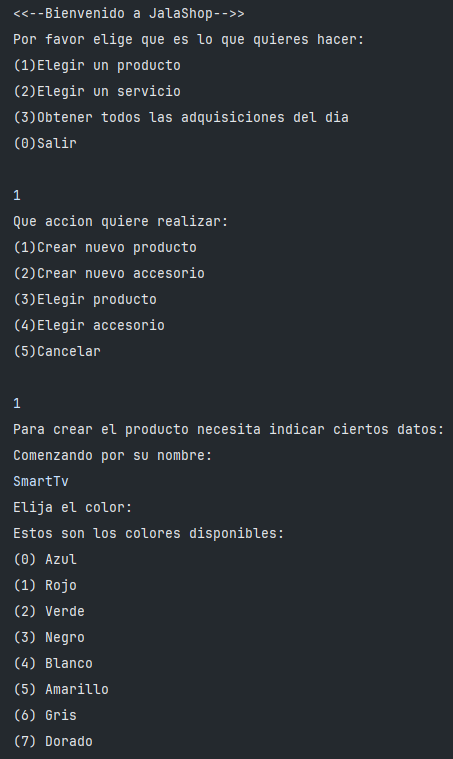 <<--Bienvenido a JalaShop-->>
Por favor elige que es lo que quieres hacer:
(1)Elegir un producto
(2)Elegir un servicio
(3)Obtener todos las adquisiciones del dia
(0)Salir
1
Que accion quiere realizar:
(1)Crear nuevo producto
(2)Crear nuevo accesorio
(3)Elegir producto
(4)Elegir accesorio
(5)Cancelar
1
Para crear el producto necesita indicar ciertos datos:
Comenzando por su nombre:
SmartTv
Elija el color:
Estos son los colores disponibles:
(0) Azul
(1) Rojo
(2) Verde
(3) Negro
(4) Blanco
(5) Amarillo
(6) Gris
(7) Dorado